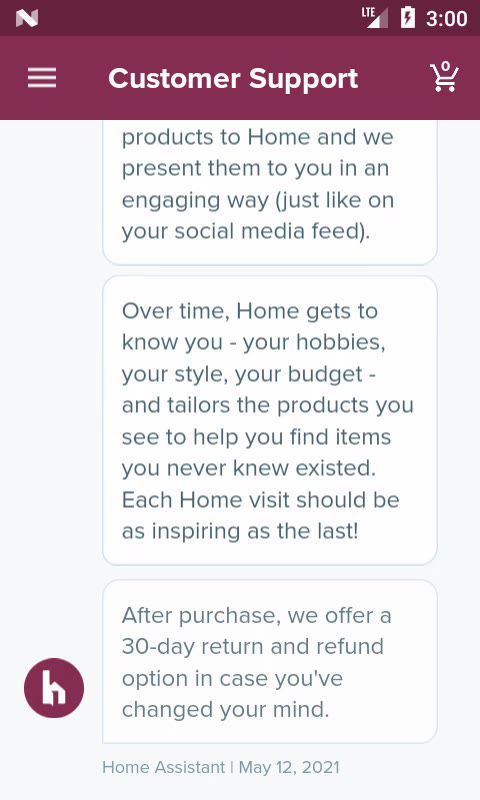 LTE 3:00
Customer Support 0
products to Home and we
present them to you in an
engaging way (just like on
your social media feed).
Over time, Home gets to
know you - your hobbies,
your style, your budget -
and tailors the products you
see to help you find items
you never knew existed.
Each Home visit should be
as inspiring as the last!
After purchase, we offer a
30-day return and refund
option in case you've
changed your mind.
h
Home Assistant | May 12, 2021